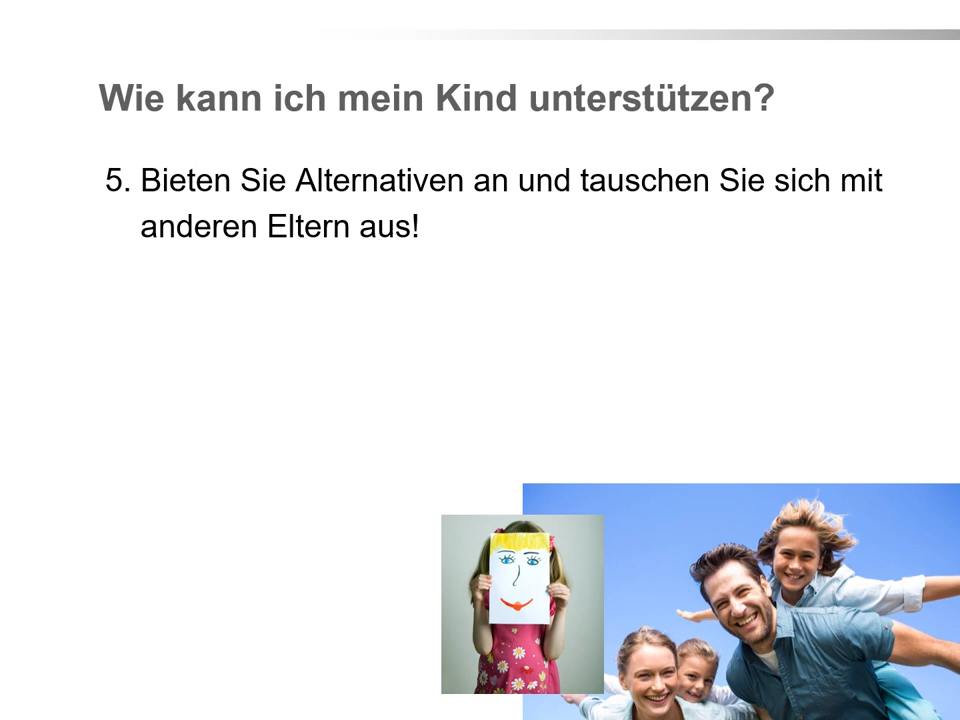 Wie kann ich mein Kind unterstützen?
5. Bieten Sie Alternativen an und tauschen Sie sich mit
anderen Eltern aus!